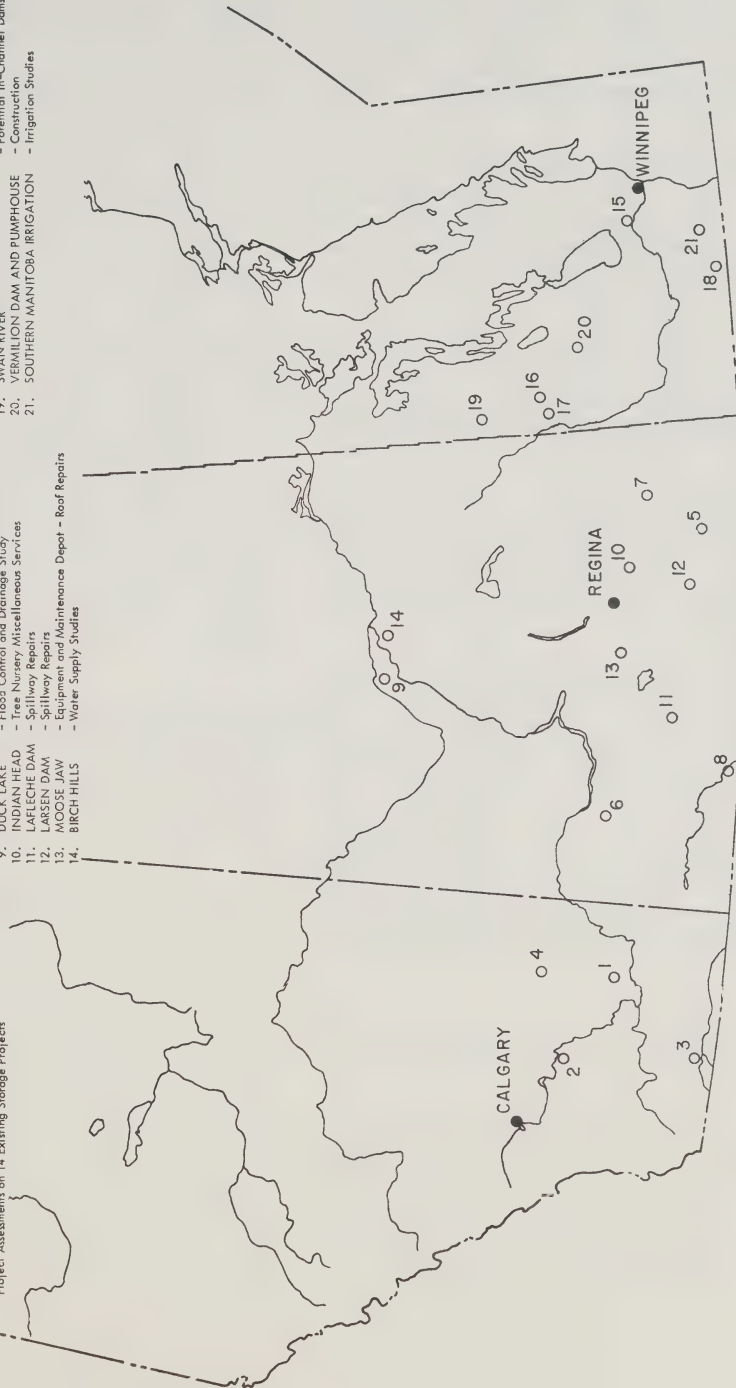 Project Assessments on 14 Existing Storage Projects
9. DUCK LAKE - Flood Control and Drainage Study
10. INDIAN HEAD - Tree Nursery Miscellaneous Services
11. LAFLECHE DAM - Spillway Repairs
12. LARSEN DAM - Spillway Repairs
13. MOOSE JAW - Equipment and Maintenance Depot - Roof Repairs
14. BIRCH HILLS - Water Supply Studies
19. SWAN RIVER - Potential In-Channel Dams
20. VERMILION DAM AND PUMPHOUSE - Construction
21. SOUTHERN MANITOBA IRRIGATION - Irrigation Studies
CALGARY
2
4
1
3
9
14
6
8
11
13
REGINA
10
12
5
7
19
16
17
20
15
WINNIPEG
18
21